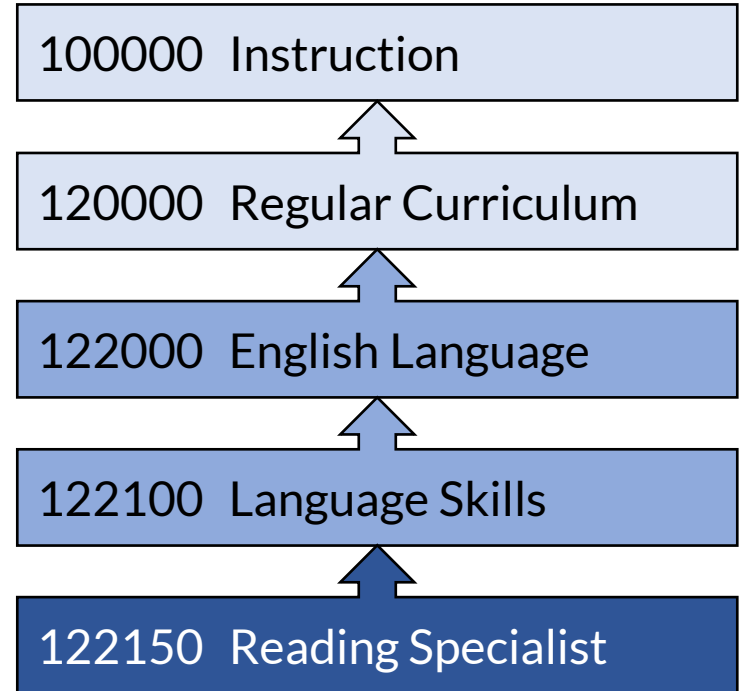 100000 Instruction
120000 Regular Curriculum
122000 English Language
122100 Language Skills
122150 Reading Specialist